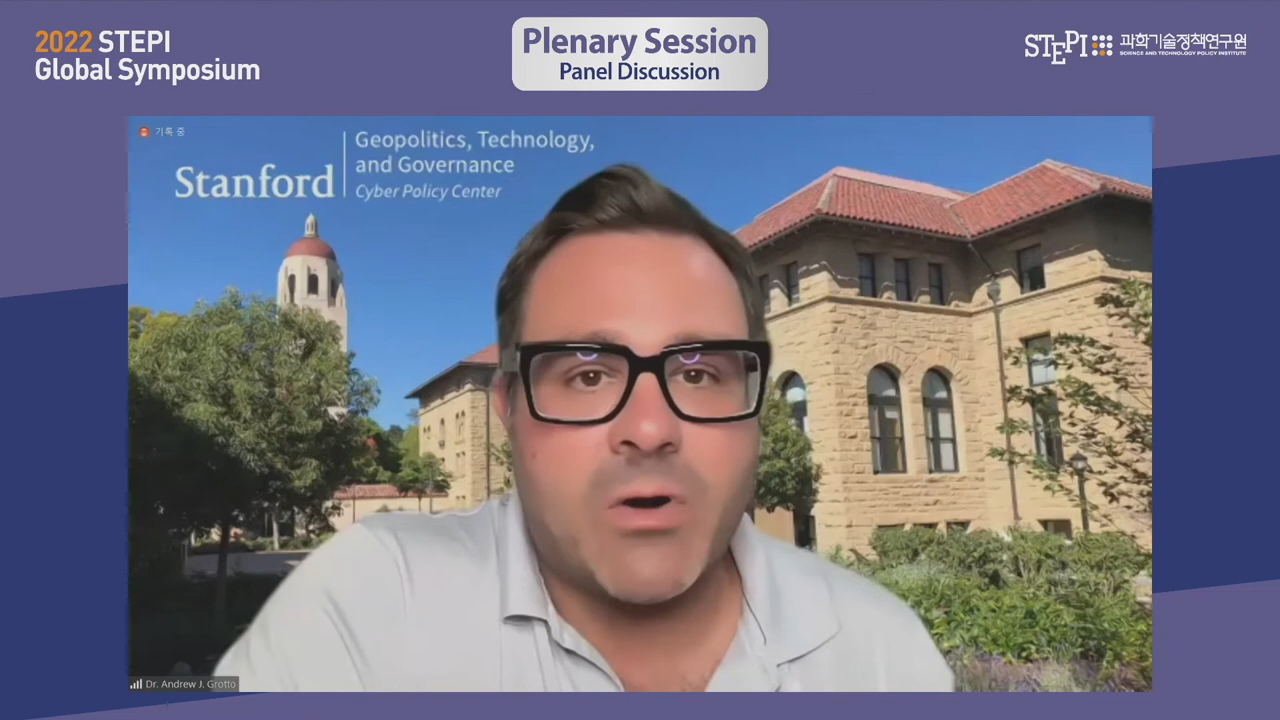 2022 STEPI
Global Symposium
Plenary Session
Panel Discussion
STEPI 과학기술정책연구원
SCIENCE AND TECHNOLOGY POLICY INSTITUTE
기록 중
Stanford
Geopolitics, Technology,
and Governance
Cyber Policy Center
Dr. Andrew J. Grotto